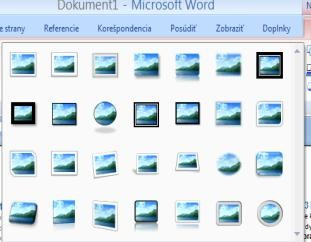 Dokument1 - Microsoft Word
e strany Referencie Korešpondencia Posúdiť Zobraziť Doplnky